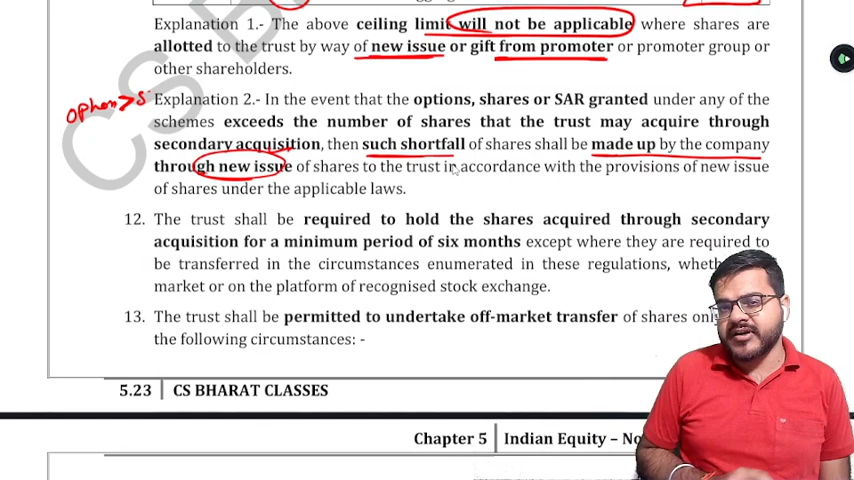 Explanation 1.- The above ceiling limit will not be applicable where shares are
allotted to the trust by way of new issue or gift from promoter or promoter group or
other shareholders.
option > s
Explanation 2.- In the event that the options, shares or SAR granted under any of the
schemes exceeds the number of shares that the trust may acquire through
secondary acquisition, then such shortfall of shares shall be made up by the company
through new issue of shares to the trust in accordance with the provisions of new issue
of shares under the applicable laws.
12. The trust shall be required to hold the shares acquired through secondary
acquisition for a minimum period of six months except where they are required to
be transferred in the circumstances enumerated in these regulations, wheth
market or on the platform of recognised stock exchange.
13. The trust shall be permitted to undertake off-market transfer of shares onl
the following circumstances: -
5.23 CS BHARAT CLASSES
Chapter 5 Indian Equity – No
CS B